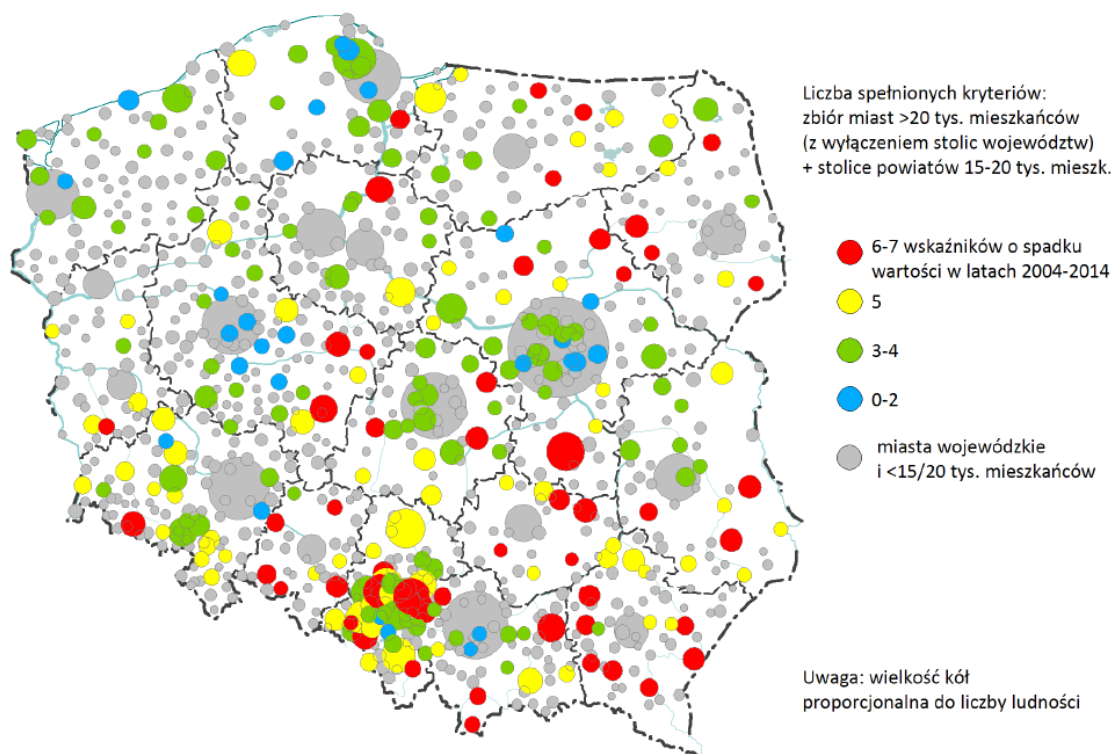 Liczba spełnionych kryteriów:
zbiór miast >20 tys. mieszkańców
(z wyłączeniem stolic województw)
+ stolice powiatów 15-20 tys. mieszk.
6-7 wskaźników o spadku
wartości w latach 2004-2014
5
3-4
0-2
miasta wojewódzkie
i <15/20 tys. mieszkańców
Uwaga: wielkość kół
proporcjonalna do liczby ludności